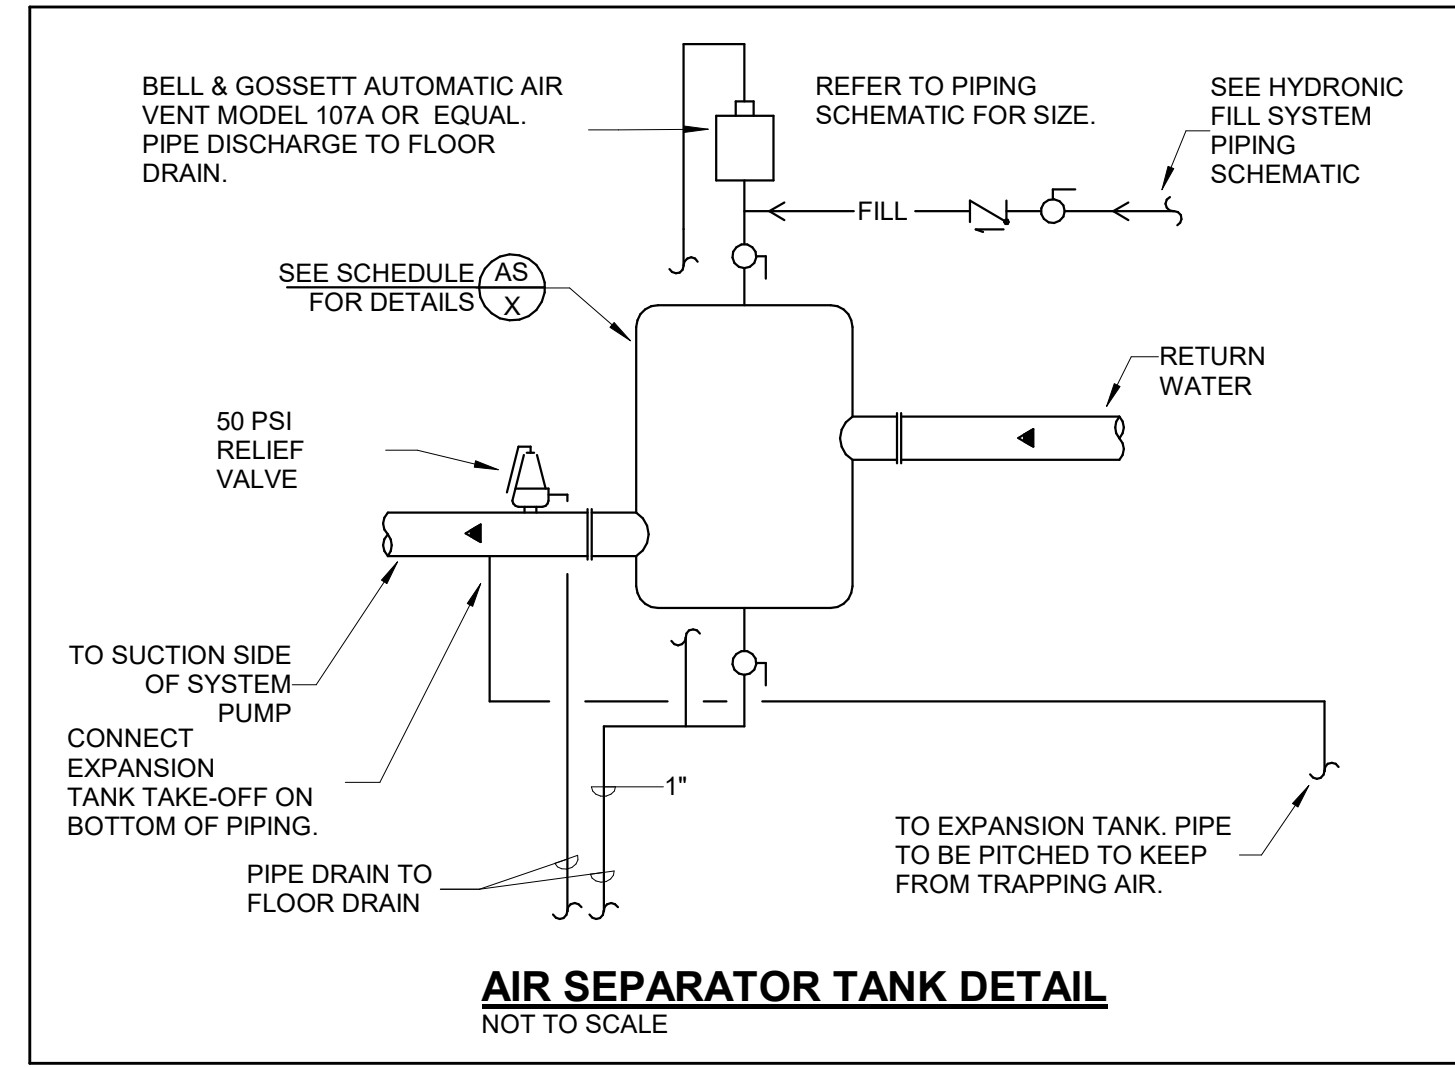 BELL & GOSSETT AUTOMATIC AIR
VENT MODEL 107A OR EQUAL.
PIPE DISCHARGE TO FLOOR
DRAIN.
REFER TO PIPING
SCHEMATIC FOR SIZE.
SEE HYDRONIC
FILL SYSTEM
PIPING
SCHEMATIC
FILL
SEE SCHEDULE
FOR DETAILS
AS
X
RETURN
WATER
50 PSI
RELIEF
VALVE
TO SUCTION SIDE
OF SYSTEM
PUMP
CONNECT
EXPANSION
TANK TAKE-OFF ON
BOTTOM OF PIPING.
1"
TO EXPANSION TANK. PIPE
TO BE PITCHED TO KEEP
FROM TRAPPING AIR.
PIPE DRAIN TO
FLOOR DRAIN
AIR SEPARATOR TANK DETAIL
NOT TO SCALE